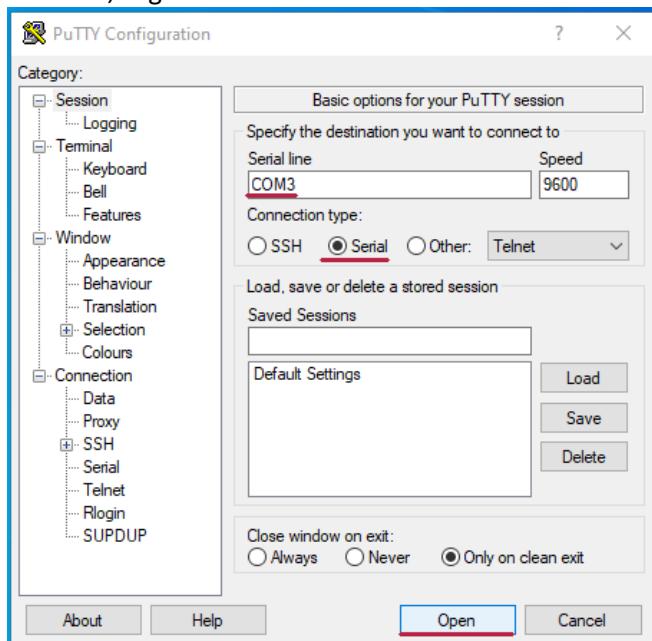 PuTTY Configuration ? ×
Category:
Session
Logging
Terminal
Keyboard
Bell
Features
Window
Appearance
Behaviour
Translation
Selection
Colours
Connection
Data
Proxy
SSH
Serial
Telnet
Rlogin
SUPDUP
Basic options for your PuTTY session
Specify the destination you want to connect to
Serial line Speed
COM3 9600
Connection type:
SSH Serial Other: Telnet
Load, save or delete a stored session
Saved Sessions
Default Settings
Load
Save
Delete
Close window on exit:
Always Never Only on clean exit
About Help Open Cancel